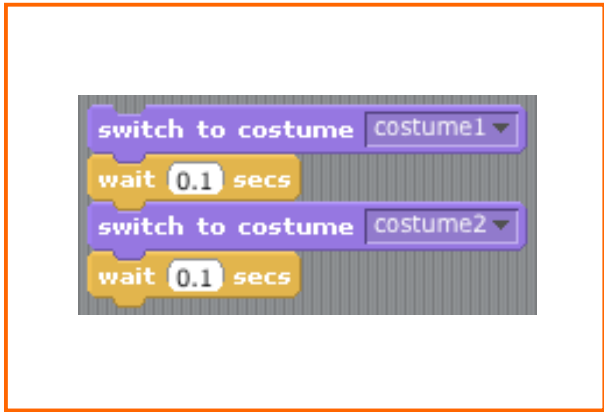 switch to costume costume1
wait 0.1 secs
switch to costume costume2
wait 0.1 secs